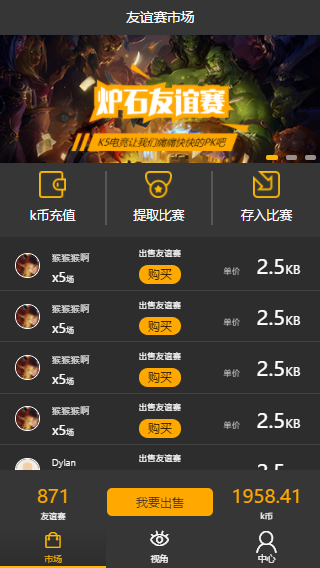 友谊赛市场
炉石友谊赛
K5电竞让我们痛痛快快的PK吧
k币充值
提取比赛
存入比赛
猴猴猴啊
x5场
出售友谊赛
购买
单价
2.5KB
猴猴猴啊
x5场
出售友谊赛
购买
单价
2.5KB
猴猴猴啊
x5场
出售友谊赛
购买
单价
2.5KB
猴猴猴啊
x5场
出售友谊赛
购买
单价
2.5KB
Dylan
出售友谊赛
871
友谊赛
我要出售
1958.41
k币
市场
视角
中心